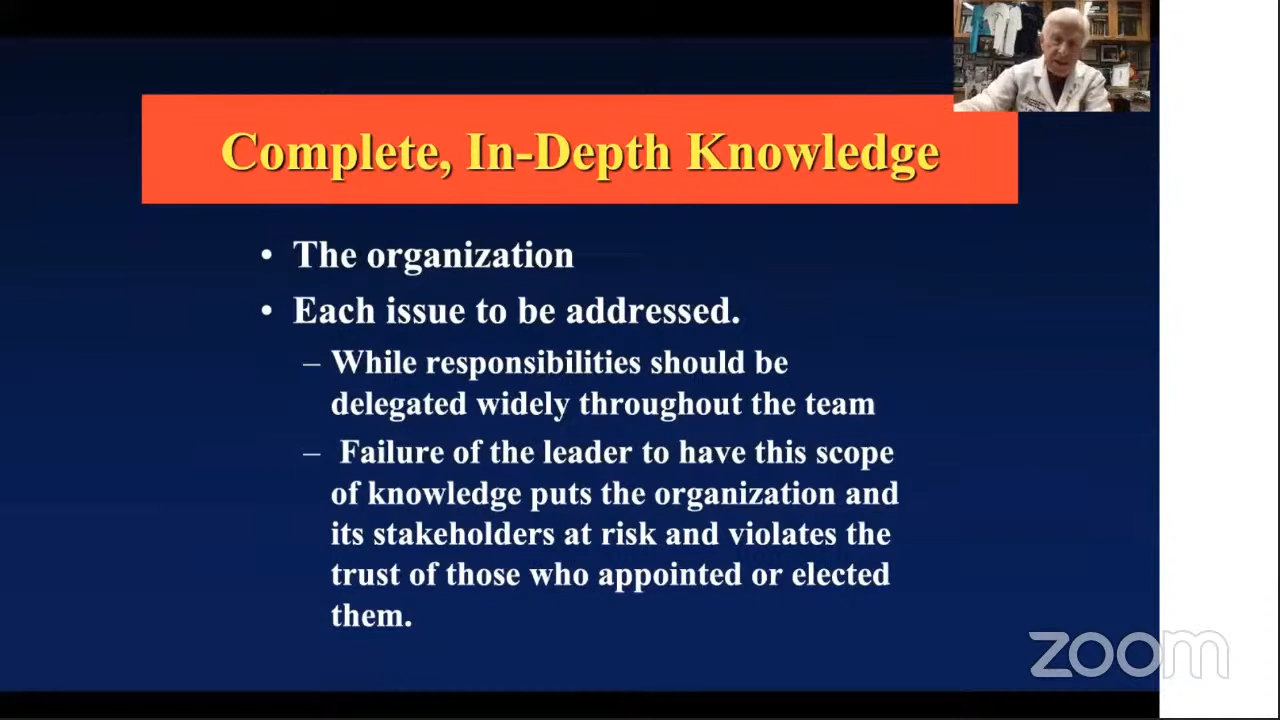 Complete, In-Depth Knowledge
• The organization
• Each issue to be addressed.
– While responsibilities should be
delegated widely throughout the team
– Failure of the leader to have this scope
of knowledge puts the organization and
its stakeholders at risk and violates the
trust of those who appointed or elected
them.
zoom